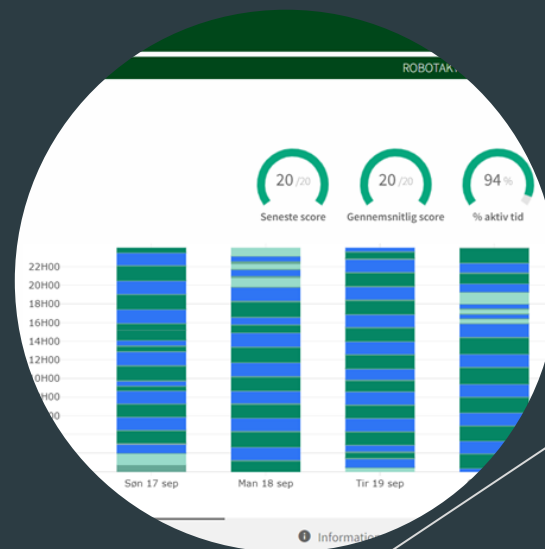 ROBOTAK
20 /20
20 /20
94 %
Seneste score
Gennemsnitlig score
% aktiv tid
22H00
20H00
18H00
16H00
14H00
12H00
Søn 17 sep
Man 18 sep
Tir 19 sep
Information